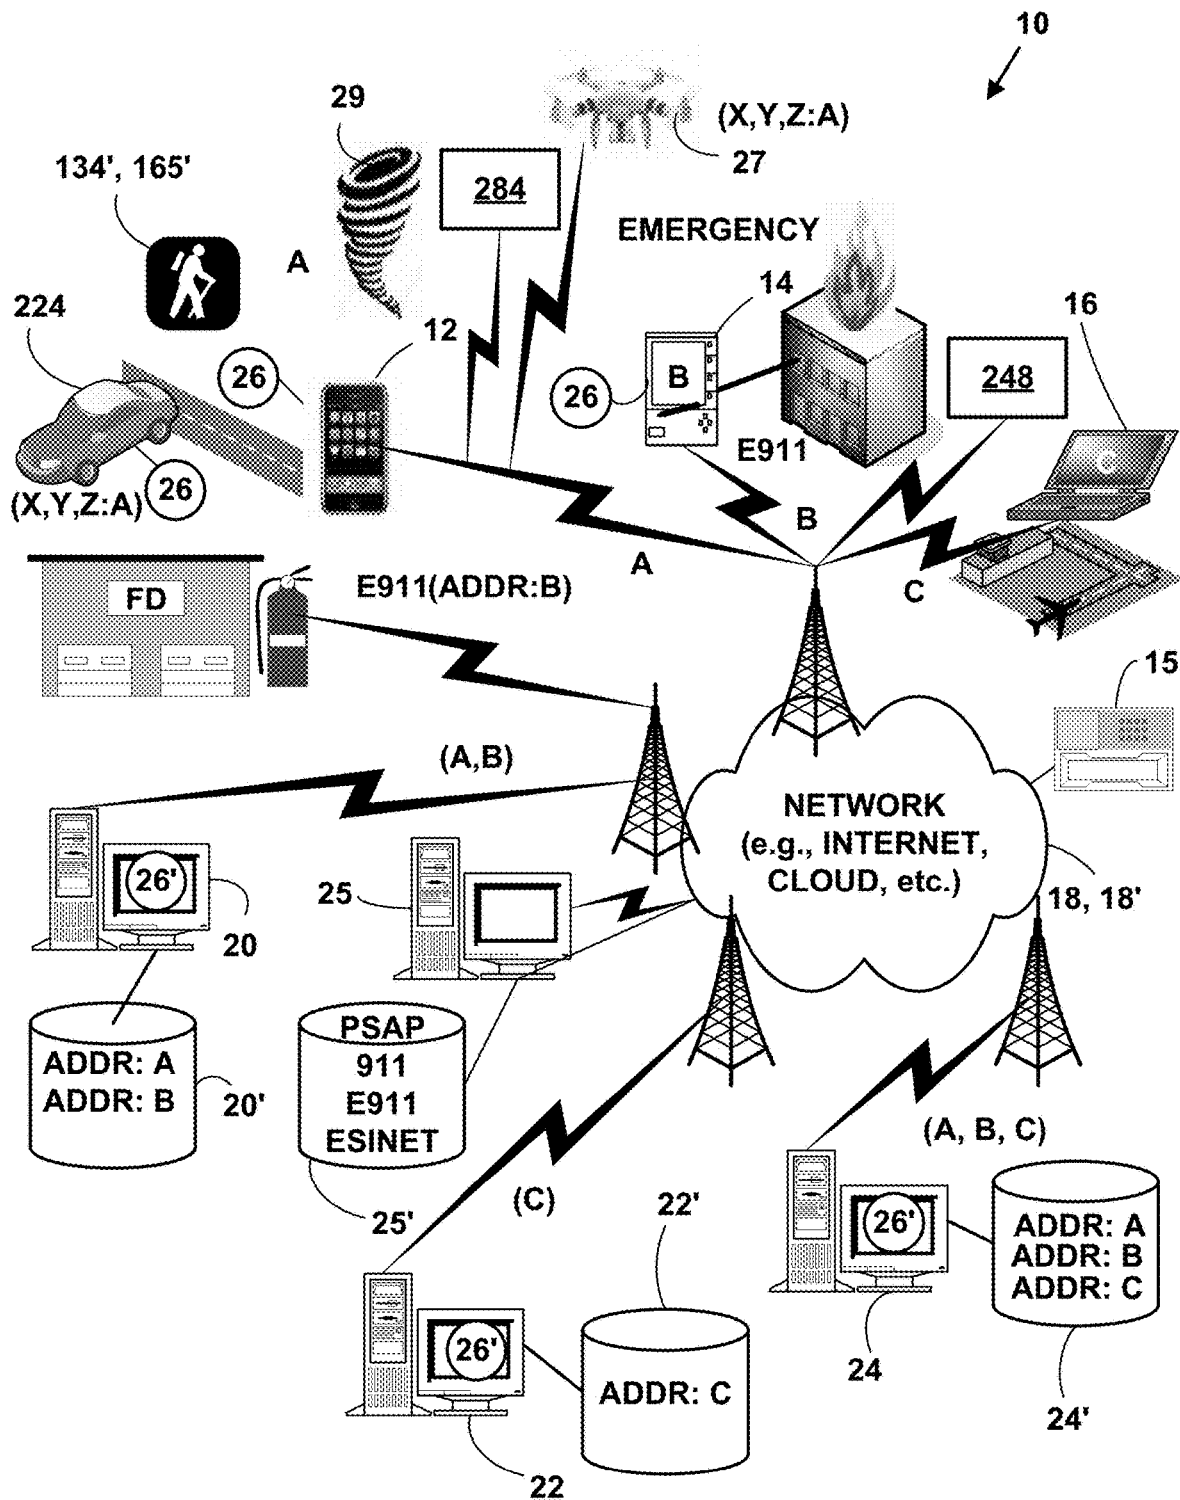 10
29
(X,Y,Z:A)
27
134', 165'
284
EMERGENCY
A
224
12
14
16
26
26
B
248
E911
26
(X,Y,Z:A)
B
A
C
FD
E911(ADDR:B)
15
(A,B)
NETWORK
(e.g., INTERNET,
CLOUD, etc.)
26'
25
18, 18'
20
PSAP
911
E911
ESINET
ADDR: A
ADDR: B
20'
(A, B, C)
25'
(C)
22'
26'
ADDR: A
ADDR: B
ADDR: C
26'
24
ADDR: C
24'
22